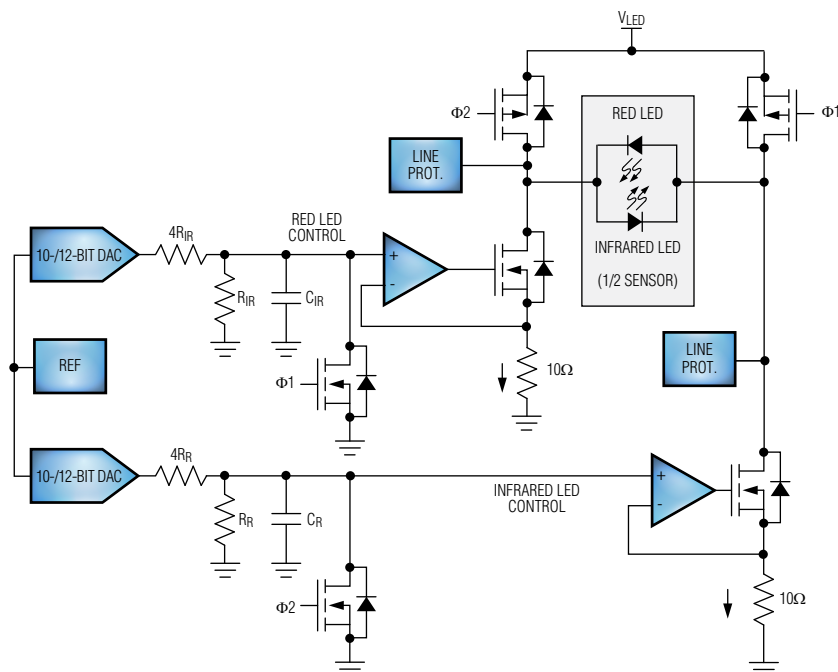 VLED
Φ2
RED LED
Φ1
LINE
PROT.
INFRARED LED
(1/2 SENSOR)
10-/12-BIT DAC
4RIR
RED LED
CONTROL
+
-
RIR
CIR
REF
Φ1
10Ω
LINE
PROT.
10-/12-BIT DAC
4RR
INFRARED LED
CONTROL
+
-
RR
CR
Φ2
10Ω